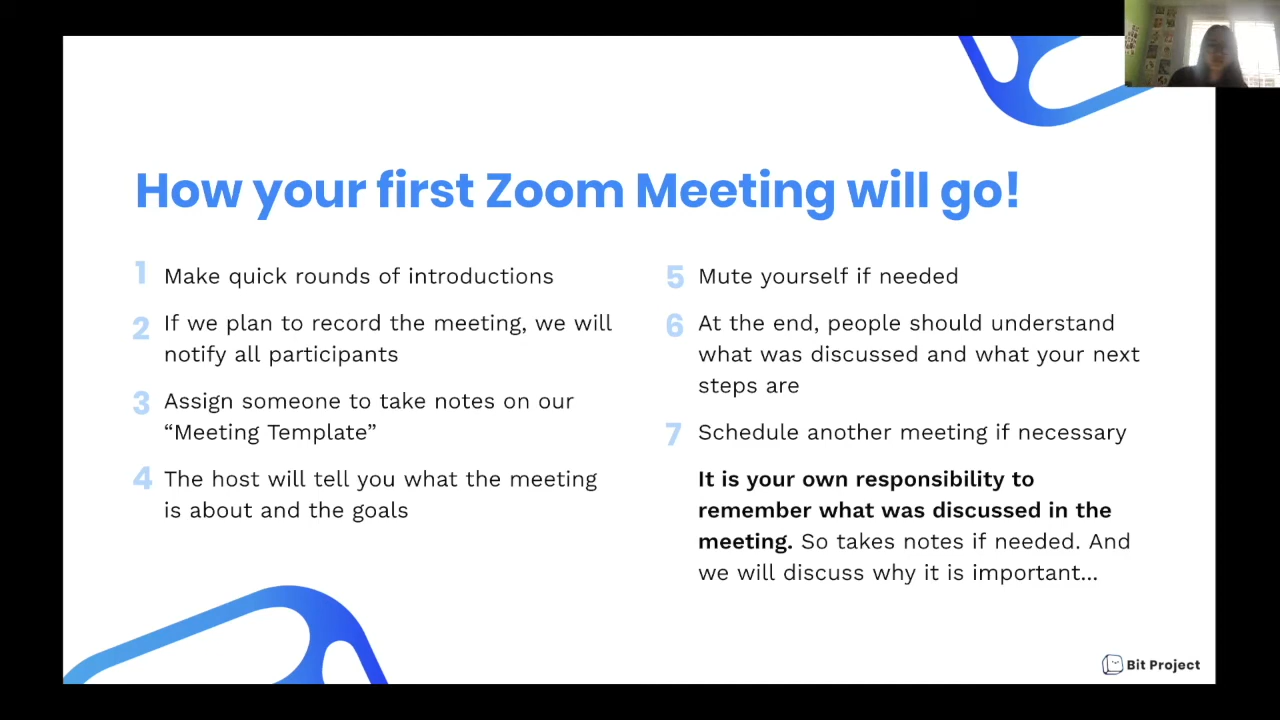 How your first Zoom Meeting will go!
1 Make quick rounds of introductions
2 If we plan to record the meeting, we will
notify all participants
3 Assign someone to take notes on our
“Meeting Template”
4 The host will tell you what the meeting
is about and the goals
5 Mute yourself if needed
6 At the end, people should understand
what was discussed and what your next
steps are
7 Schedule another meeting if necessary
It is your own responsibility to
remember what was discussed in the
meeting. So takes notes if needed. And
we will discuss why it is important...
Bit Project